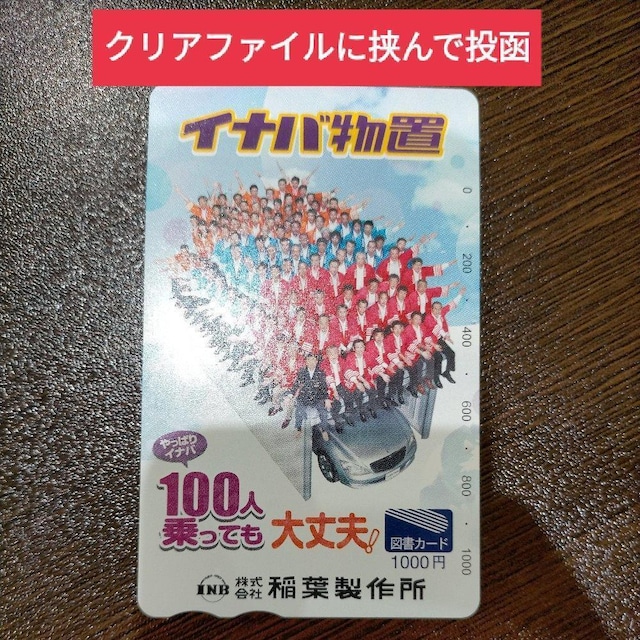 クリアファイルに挟んで投函
イナバ物置
0
200
400
600
800
1000
やっぱり
イナバ
100人
乗っても 大丈夫!
図書カード
1000円
INB 株式会社 稲葉製作所